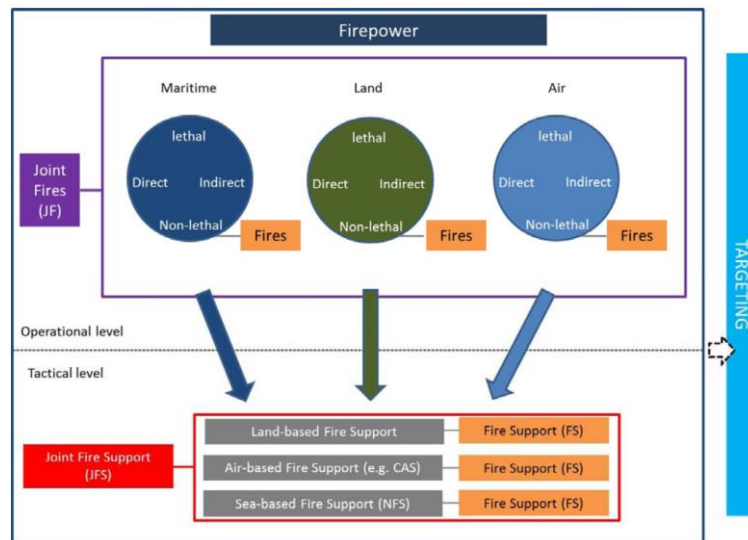 Firepower
Maritime
Land
Air
lethal
lethal
lethal
Direct
Indirect
Direct
Indirect
Direct
Indirect
Non-lethal
Non-lethal
Non-lethal
Fires
Fires
Fires
Joint
Fires
(JF)
Operational level
Tactical level
Land-based Fire Support
Fire Support (FS)
Joint Fire Support
(JFS)
Air-based Fire Support (e.g. CAS)
Fire Support (FS)
Sea-based Fire Support (NFS)
Fire Support (FS)
TARGETING